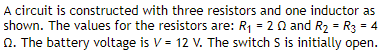 A circuit is constructed with three resistors and one inductor as
shown. The values for the resistors are: R₁ = 2 Ω and R₂ = R₃ = 4
Ω. The battery voltage is V = 12 V. The switch S is initially open.